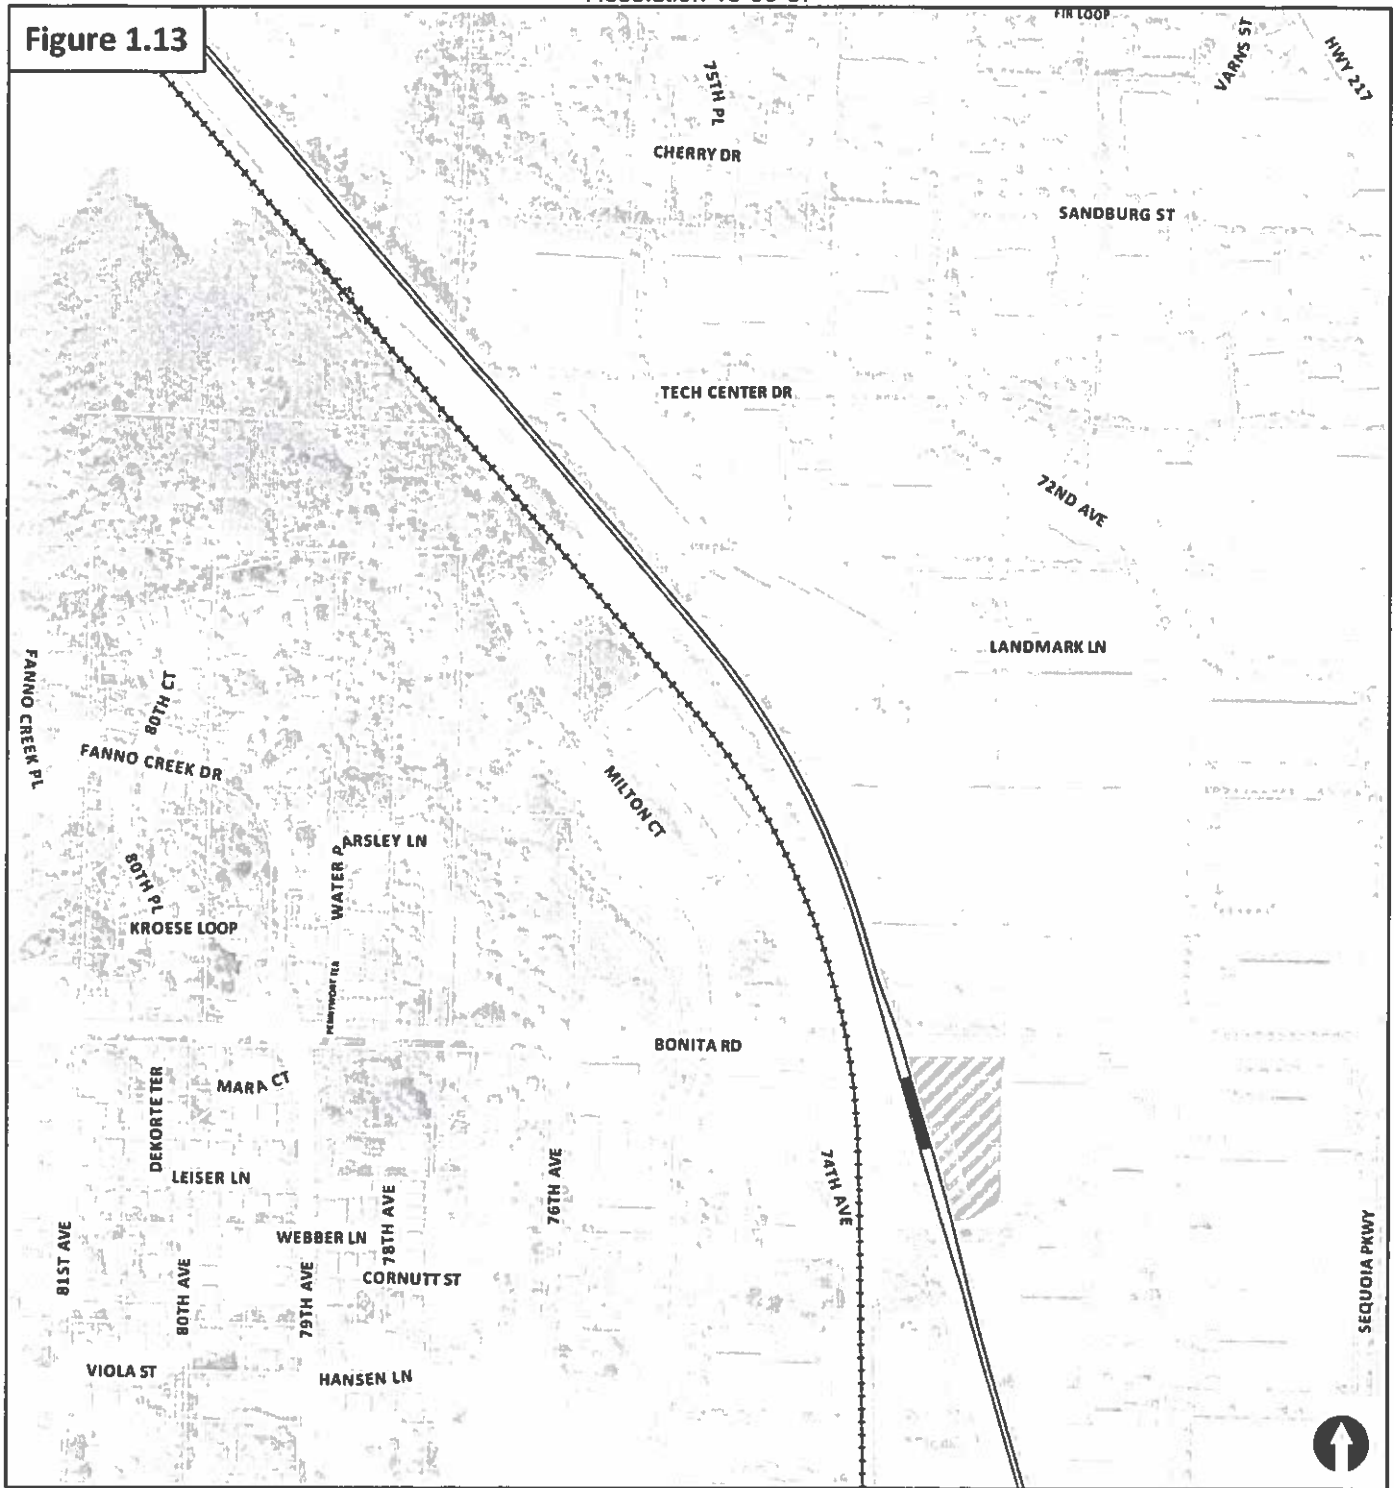 Figure 1.13
FIR LOOP
VARNS ST
HWY 217
75TH PL
CHERRY DR
SANDBURG ST
TECH CENTER DR
72ND AVE
LANDMARK LN
FANNO CREEK PL
80TH CT
FANNO CREEK DR
MILTON CT
WATER PARSLEY LN
80TH PL
KROESE LOOP
PENNYWORT TER
BONITA RD
MARA CT
DEKORTE TER
LEISER LN
76TH AVE
74TH AVE
78TH AVE
WEBBER LN
81ST AVE
CORNUTT ST
80TH AVE
79TH AVE
SEQUOIA PKWY
VIOLA ST
HANSEN LN